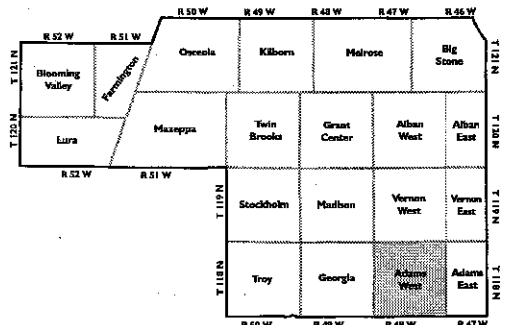 R 50 W R 49 W R 48 W R 47 W R 46 W
R 52 W R 51 W
T 121 N
Blooming
Valley
Farmington
Osceola
Kilborn
Melrose
Big
Stone
T 121 N
T 120 N
Lura
Mazeppa
Twin
Brooks
Grant
Center
Alban
West
Alban
East
T 120 N
R 52 W R 51 W
T 119 N
Stockholm
Madison
Vernon
West
Vernon
East
T 119 N
T 118 N
Troy
Georgia
Adams
West
Adams
East
T 118 N
R 50 W R 49 W R 48 W R 47 W